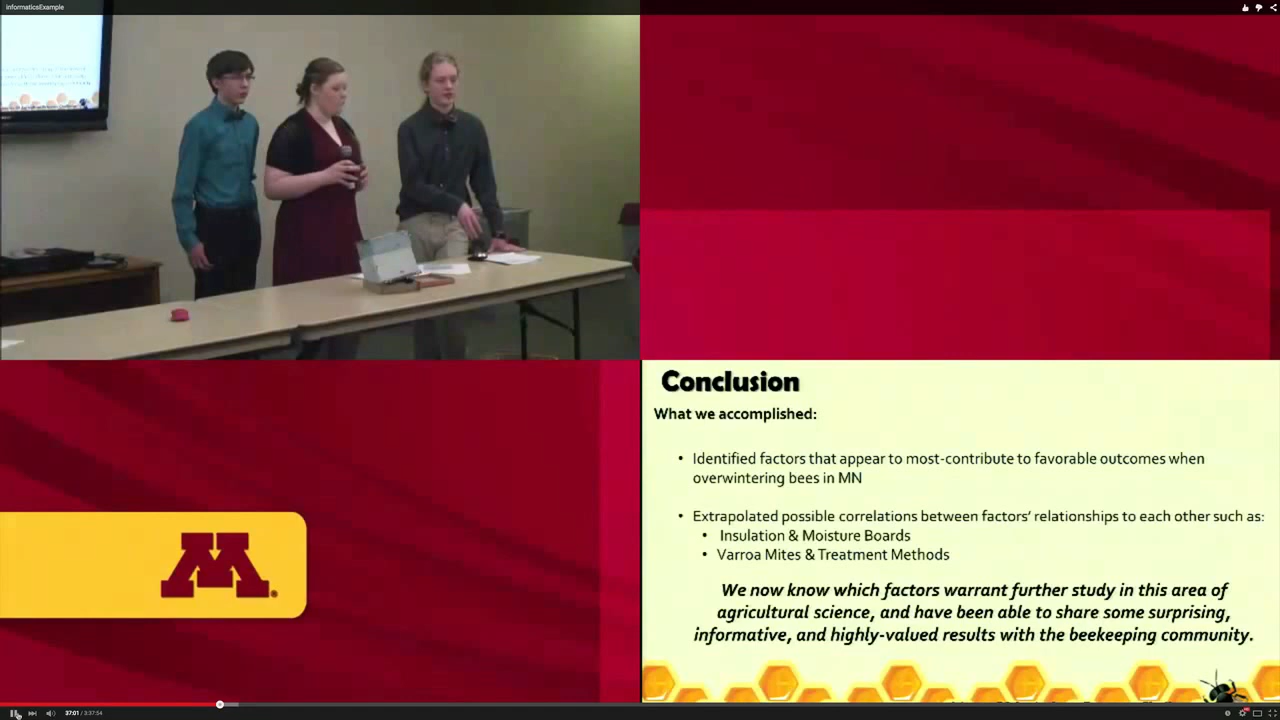 InformaticsExample
Conclusion
What we accomplished:
• Identified factors that appear to most-contribute to favorable outcomes when
overwintering bees in MN
• Extrapolated possible correlations between factors' relationships to each other such as:
• Insulation & Moisture Boards
• Varroa Mites & Treatment Methods
We now know which factors warrant further study in this area of
agricultural science, and have been able to share some surprising,
informative, and highly-valued results with the beekeeping community.
M
37:01 / 3:37:54